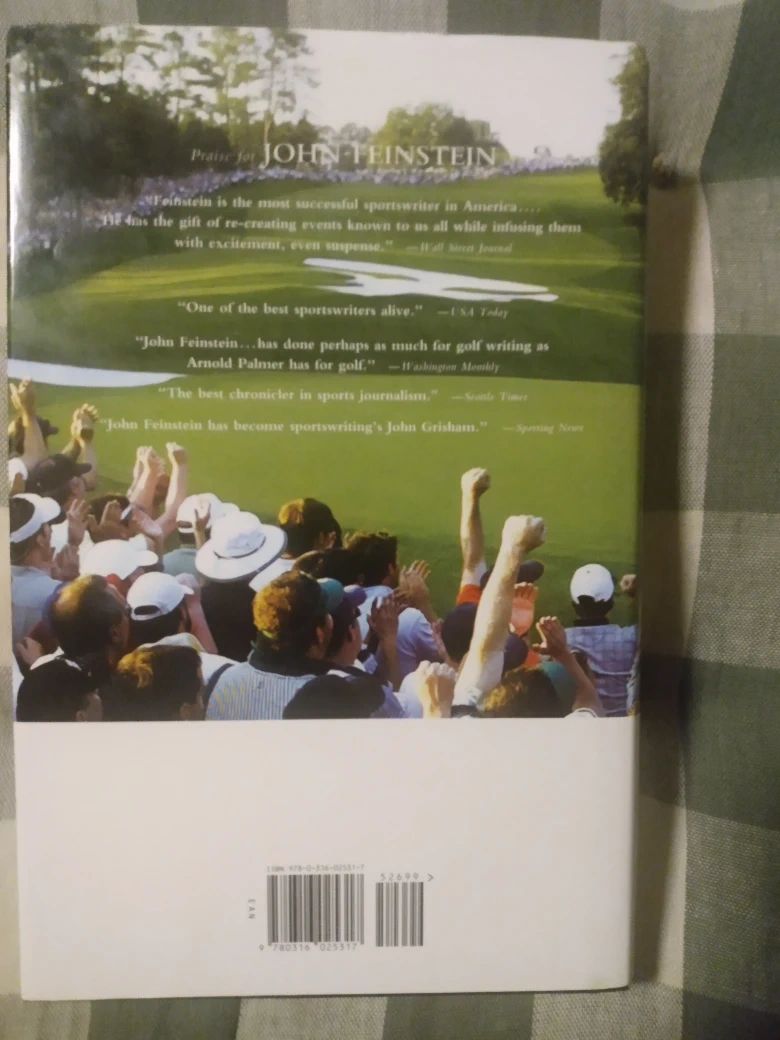 Praise for JOHN FEINSTEIN
“Feinstein is the most successful sportswriter in America....
He has the gift of re-creating events known to us all while infusing them
with excitement, even suspense.” —Wall Street Journal
“One of the best sportswriters alive.” —USA Today
“John Feinstein...has done perhaps as much for golf writing as
Arnold Palmer has for golf.” —Washington Monthly
“The best chronicler in sports journalism.” —Seattle Times
“John Feinstein has become sportswriting’s John Grisham.” —Sporting News
ISBN 978-0-316-02531-7
52699 >
EAN
9 780316 025317